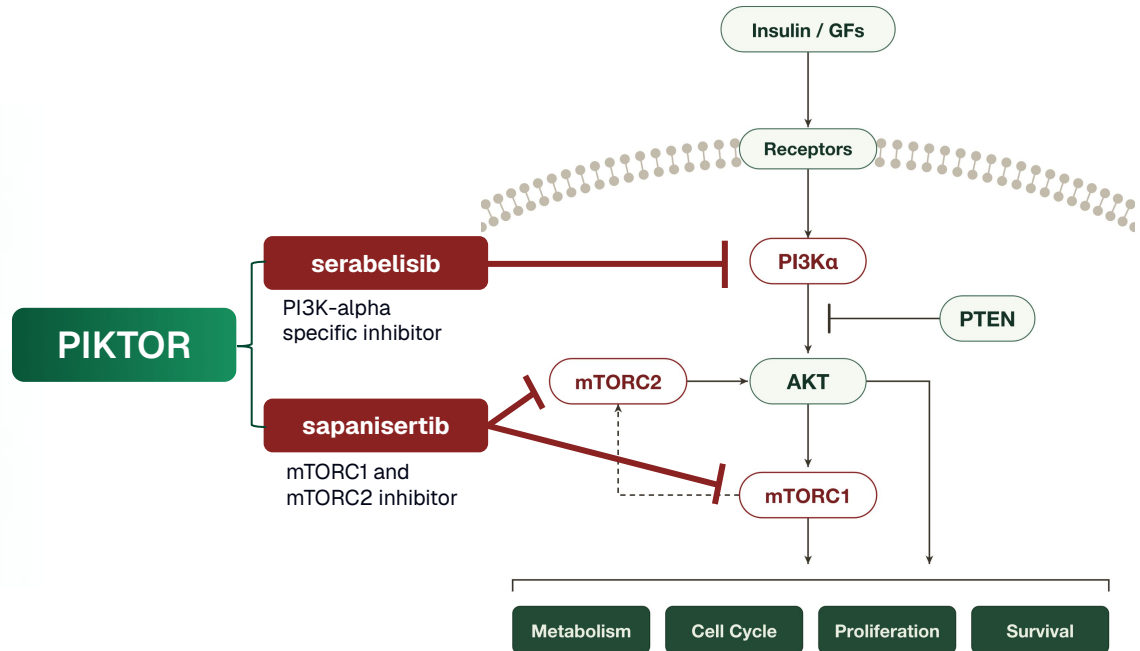 Insulin / GFs
Receptors
serabelisib
PI3K-alpha
specific inhibitor
PI3Kα
PIKTOR
PTEN
mTORC2
AKT
sapanisertib
mTORC1 and
mTORC2 inhibitor
mTORC1
Metabolism
Cell Cycle
Proliferation
Survival